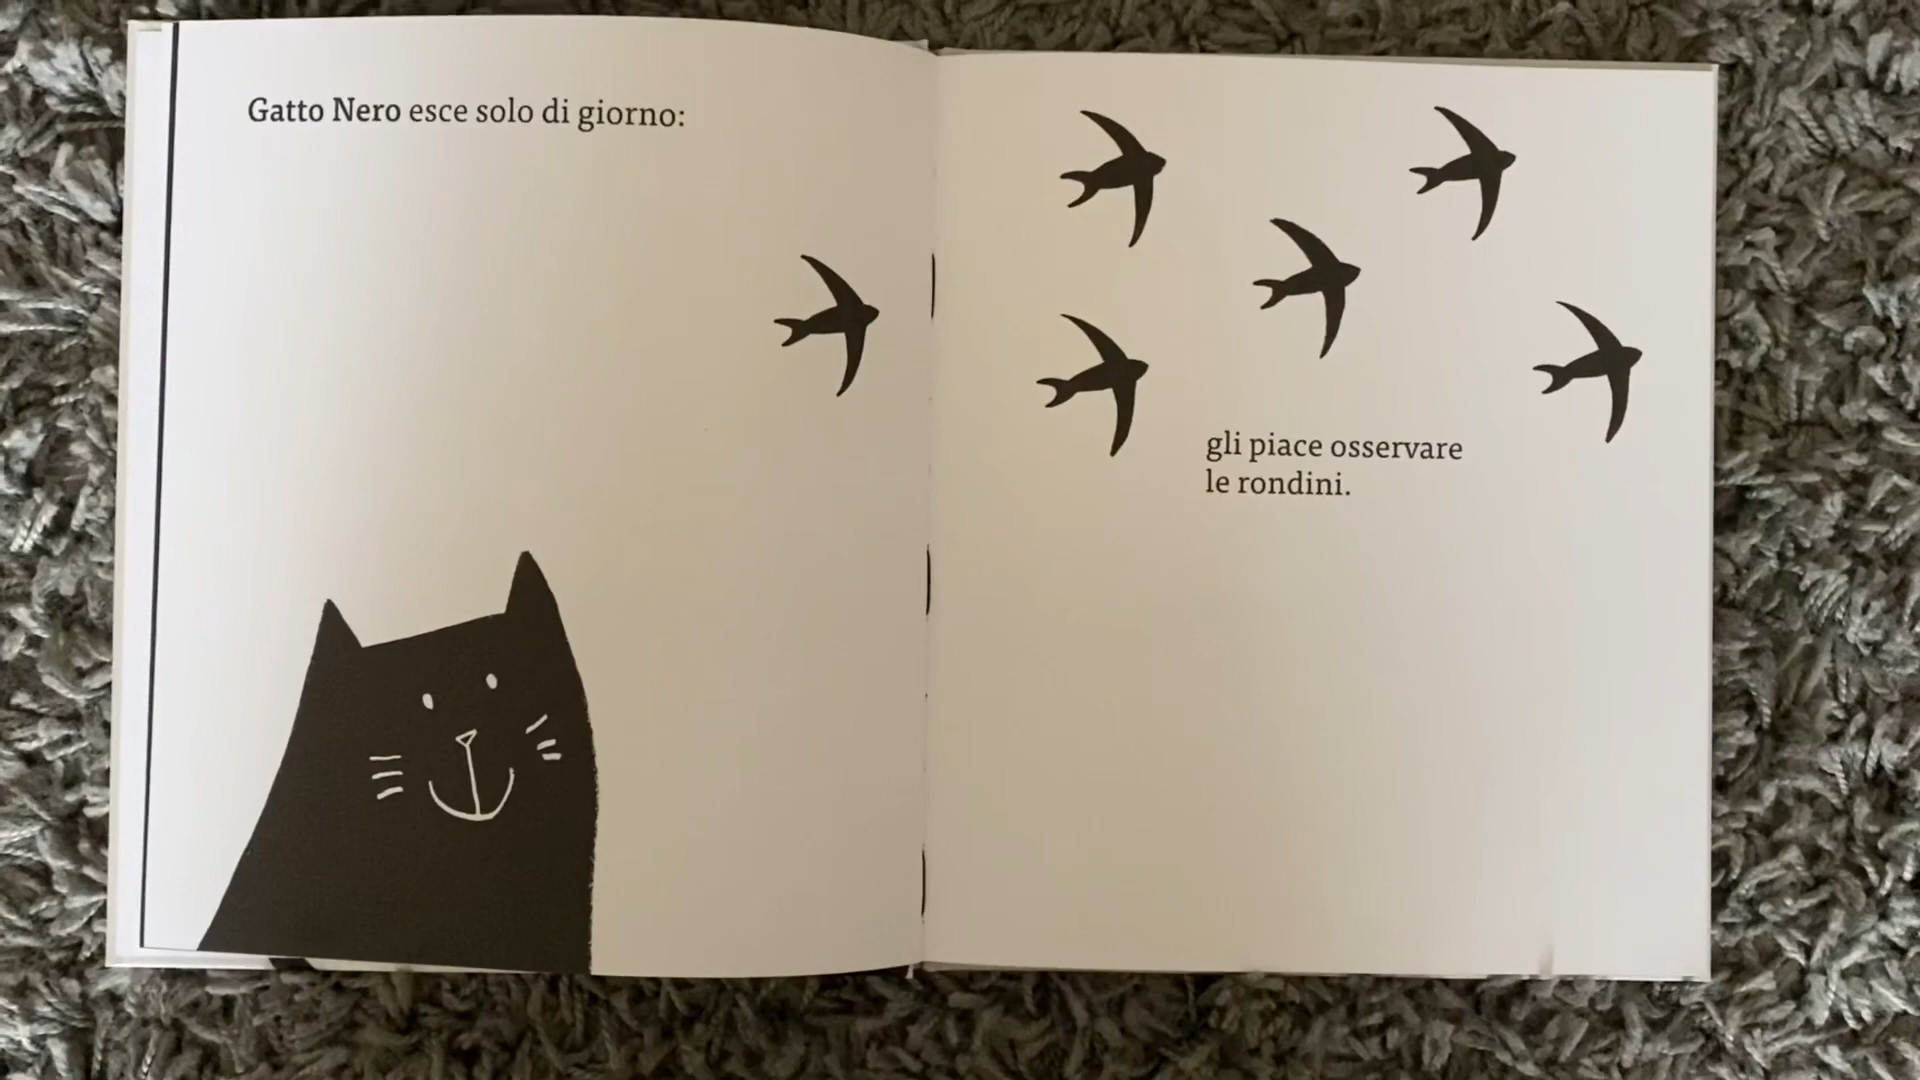 Gatto Nero esce solo di giorno:
gli piace osservare
le rondini.